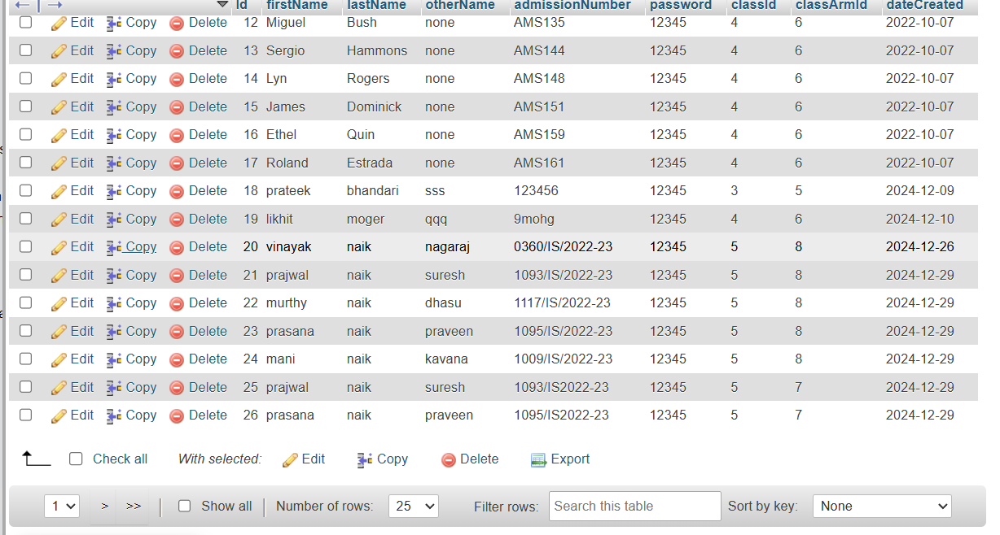 Id firstName lastName otherName admissionNumber password classId classArmId dateCreated
Edit Copy Delete 12 Miguel Bush none AMS135 12345 4 6 2022-10-07
Edit Copy Delete 13 Sergio Hammons none AMS144 12345 4 6 2022-10-07
Edit Copy Delete 14 Lyn Rogers none AMS148 12345 4 6 2022-10-07
Edit Copy Delete 15 James Dominick none AMS151 12345 4 6 2022-10-07
Edit Copy Delete 16 Ethel Quin none AMS159 12345 4 6 2022-10-07
Edit Copy Delete 17 Roland Estrada none AMS161 12345 4 6 2022-10-07
Edit Copy Delete 18 prateek bhandari sss 123456 12345 3 5 2024-12-09
Edit Copy Delete 19 likhit moger qqq 9mohg 12345 4 6 2024-12-10
Edit Copy Delete 20 vinayak naik nagaraj 0360/IS/2022-23 12345 5 8 2024-12-26
Edit Copy Delete 21 prajwal naik suresh 1093/IS/2022-23 12345 5 8 2024-12-29
Edit Copy Delete 22 murthy naik dhasu 1117/IS/2022-23 12345 5 8 2024-12-29
Edit Copy Delete 23 prasana naik praveen 1095/IS/2022-23 12345 5 8 2024-12-29
Edit Copy Delete 24 mani naik kavana 1009/IS/2022-23 12345 5 8 2024-12-29
Edit Copy Delete 25 prajwal naik suresh 1093/IS2022-23 12345 5 7 2024-12-29
Edit Copy Delete 26 prasana naik praveen 1095/IS2022-23 12345 5 7 2024-12-29
Check all With selected: Edit Copy Delete Export
1 > >> Show all Number of rows: 25 Filter rows: Search this table Sort by key: None